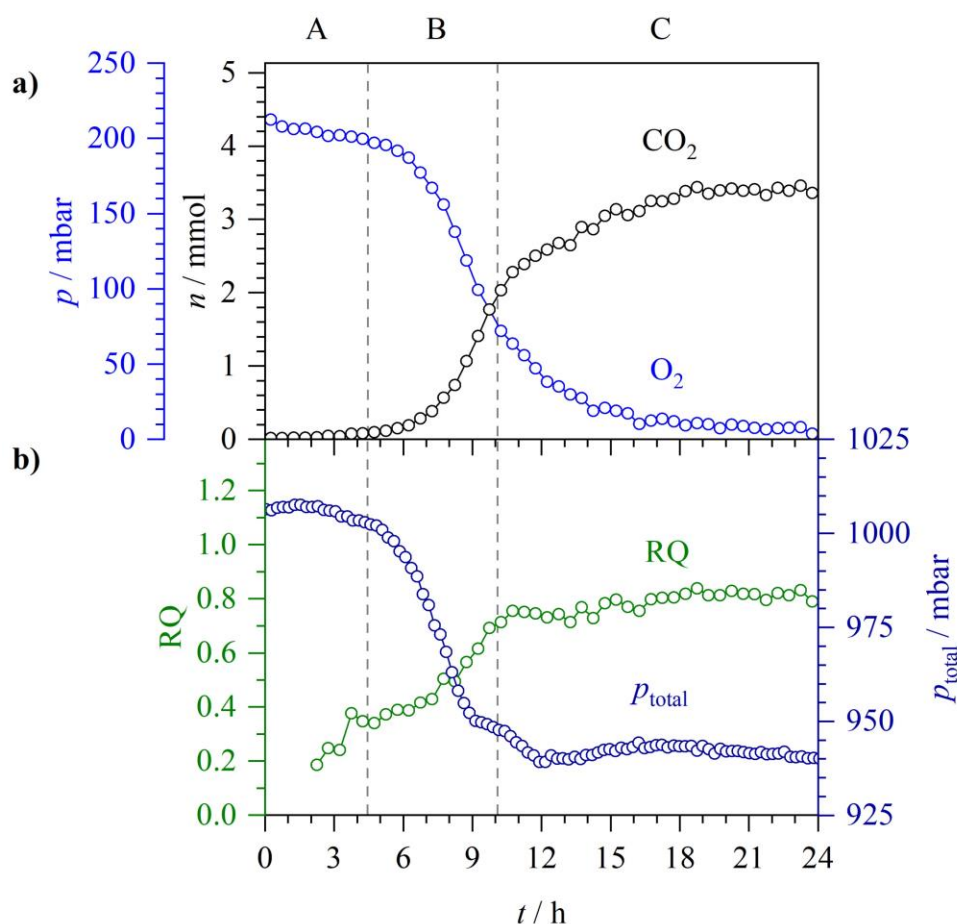 A B C
a)
250
200
150
100
50
0
p / mbar
5
4
3
2
1
0
n / mmol
CO₂
O₂
b)
1.2
1.0
0.8
0.6
0.4
0.2
0.0
RQ
RQ
p_total
1025
1000
975
950
925
p_total / mbar
0 3 6 9 12 15 18 21 24
t / h